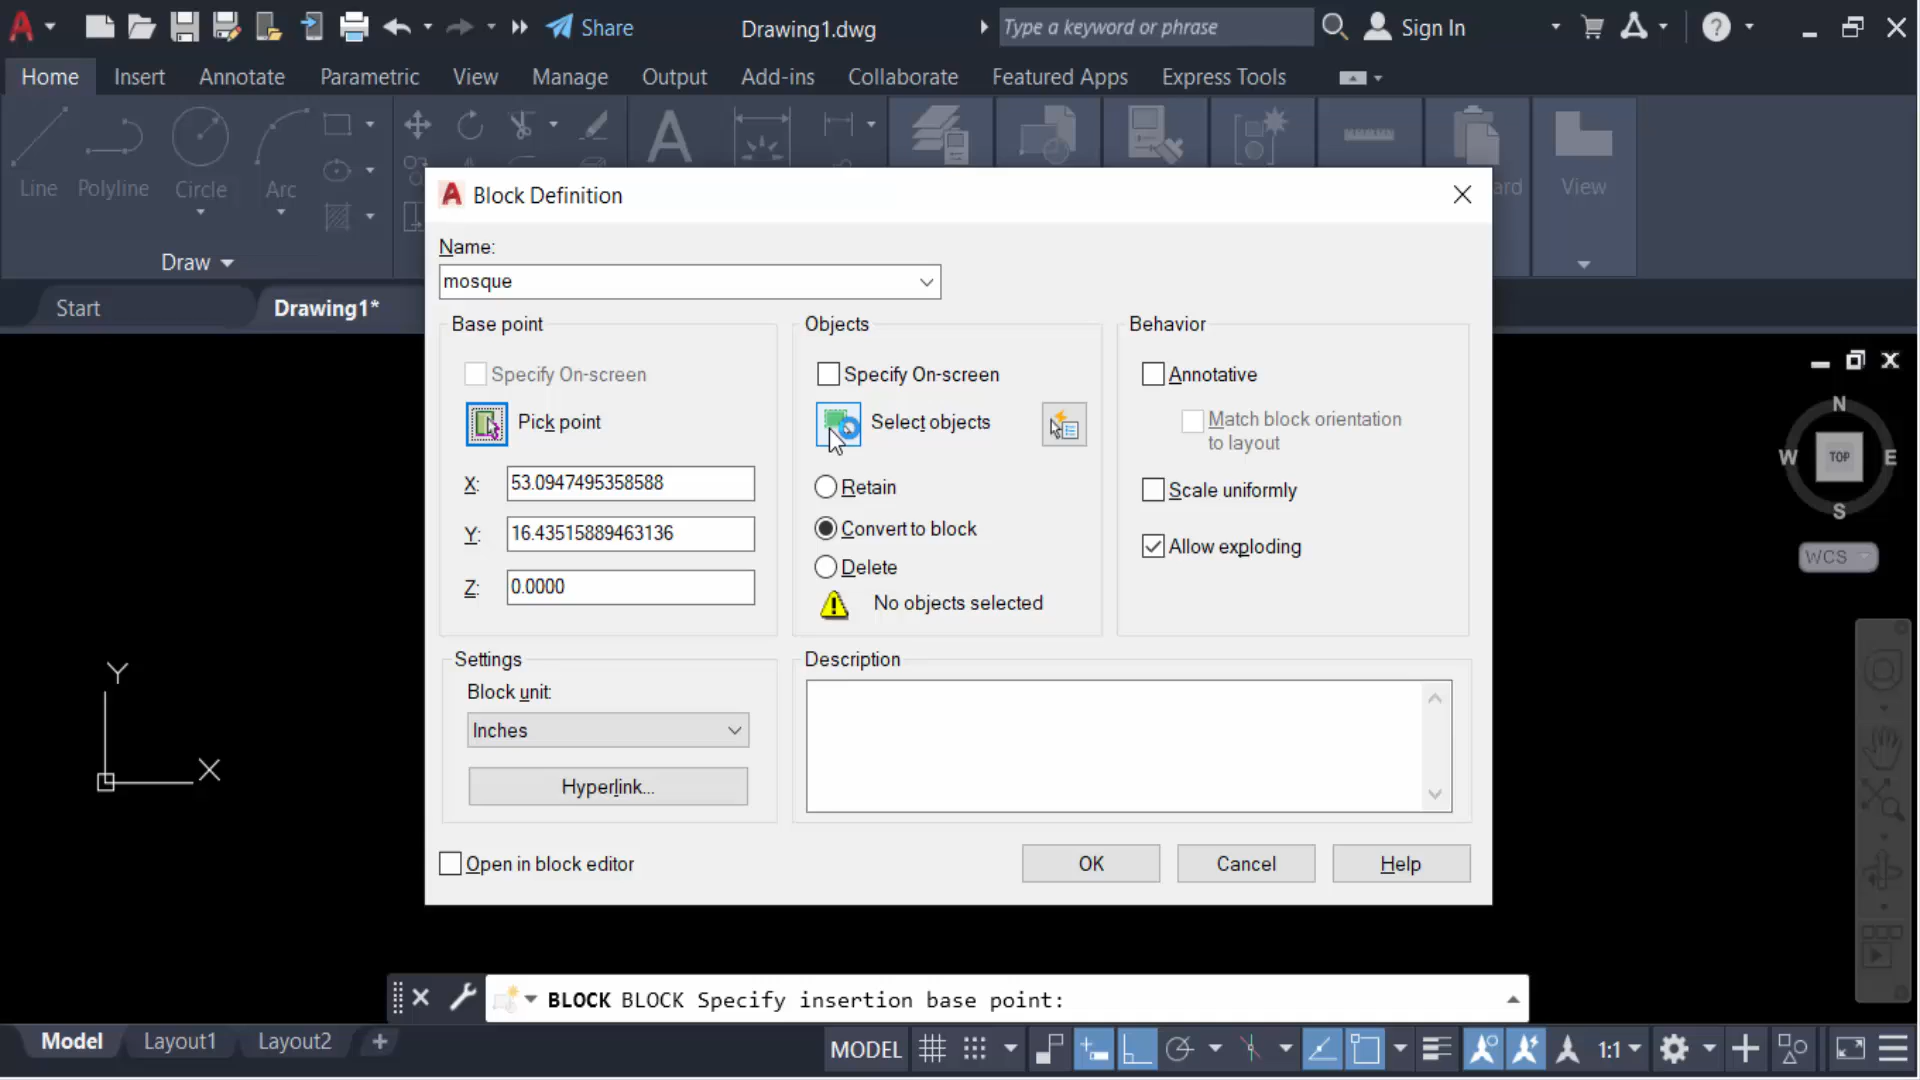 Share
Drawing1.dwg
Type a keyword or phrase
Sign In
Home
Insert
Annotate
Parametric
View
Manage
Output
Add-ins
Collaborate
Featured Apps
Express Tools
Line
Polyline
Circle
Arc
ard
View
Draw
Start
Drawing1*
Block Definition
Name:
mosque
Base point
Specify On-screen
Pick point
X:
53.0947495358588
Y:
16.43515889463136
Z:
0.0000
Objects
Specify On-screen
Select objects
Retain
Convert to block
Delete
No objects selected
Behavior
Annotative
Match block orientation
to layout
Scale uniformly
Allow exploding
Settings
Block unit:
Inches
Hyperlink...
Description
Open in block editor
OK
Cancel
Help
N
W
TOP
E
S
WCS
Y
X
BLOCK BLOCK Specify insertion base point:
Model
Layout1
Layout2
MODEL
1:1